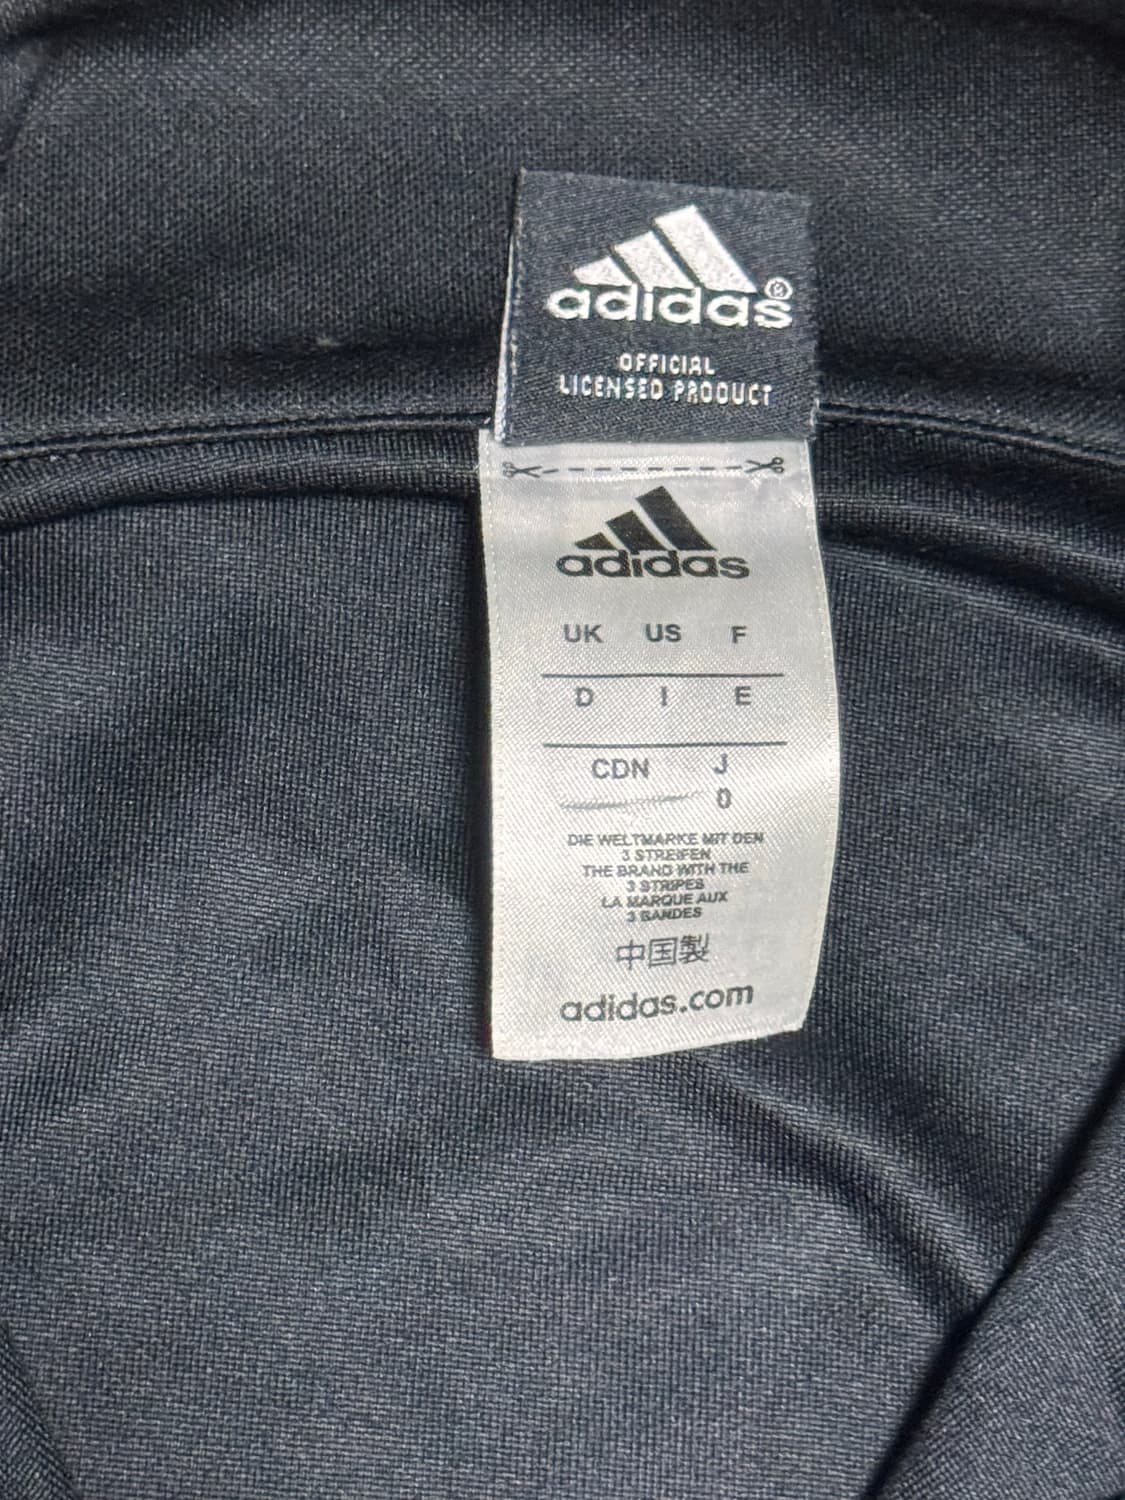 adidas®
OFFICIAL
LICENSED PRODUCT
adidas
UK US F
D I E
CDN J
0
DIE WELTMARKE MIT DEN
3 STREIFEN
THE BRAND WITH THE
3 STRIPES
LA MARQUE AUX
3 BANDES
中国製
adidas.com